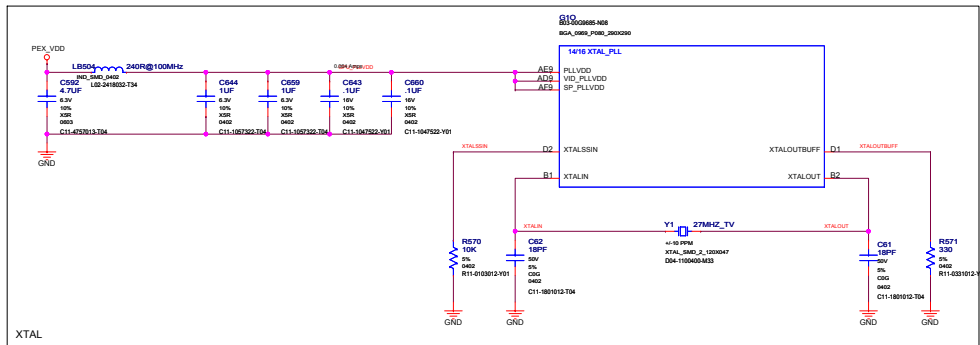 G1O
B03-00G9885-N08
BGA_0969_P080_290X290
14/16 XTAL_PLL
PEX_VDD
LB504 240R@100MHz
IND_SMD_0402
L02-2418032-T34
AE9 PLLVDD
AD9 VID_PLLVDD
AF9 SP_PLLVDD
C592
4.7UF
6.3V
10%
X5R
0603
C11-4757013-T04
C644
1UF
6.3V
10%
X5R
0402
C11-1057322-T04
C659
1UF
6.3V
10%
X5R
0402
C11-1057322-T04
C643
.1UF
16V
10%
X5R
0402
C11-1047522-Y01
C660
.1UF
16V
10%
X5R
0402
C11-1047522-Y01
GND
XTALSSIN D2 XTALSSIN
XTALOUTBUFF D1 XTALOUTBUFF
B1 XTALIN
XTALOUT B2
XTALIN
Y1 27MHZ_TV
XTALOUT
+/-10 PPM
XTAL_SMD_2_120X047
D04-1100400-M33
R570
10K
5%
0402
R11-0103012-Y01
C62
18PF
50V
5%
C0G
0402
C11-1801012-T04
C61
18PF
50V
5%
C0G
0402
C11-1801012-T04
R571
330
5%
0402
R11-0331012-Y
GND
GND
GND
GND
XTAL